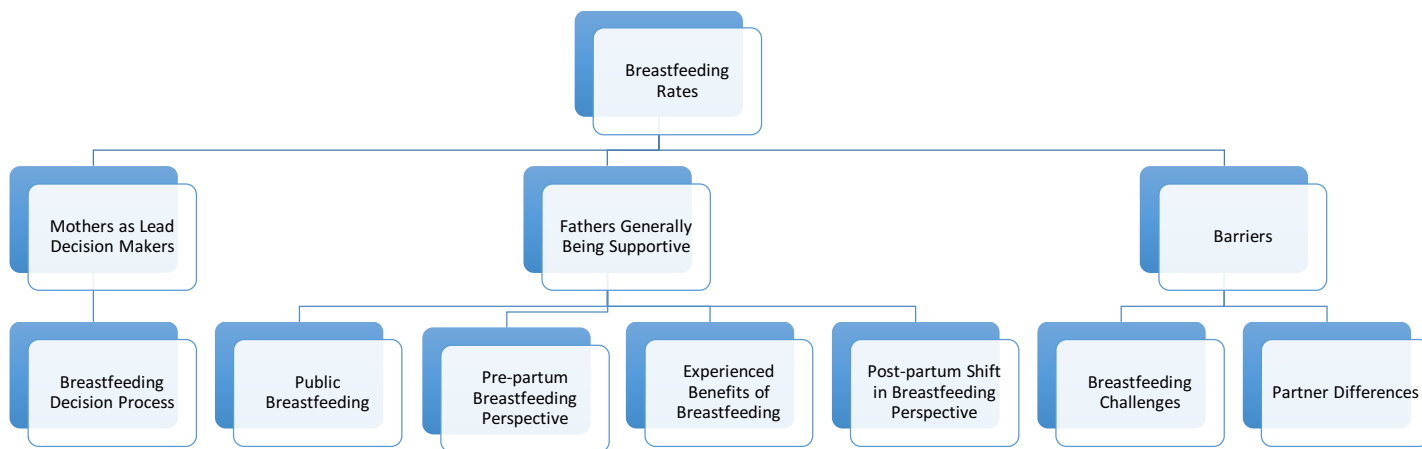 Breastfeeding
Rates
Mothers as Lead
Decision Makers
Fathers Generally
Being Supportive
Barriers
Breastfeeding
Decision Process
Public
Breastfeeding
Pre-partum
Breastfeeding
Perspective
Experienced
Benefits of
Breastfeeding
Post-partum Shift
in Breastfeeding
Perspective
Breastfeeding
Challenges
Partner Differences